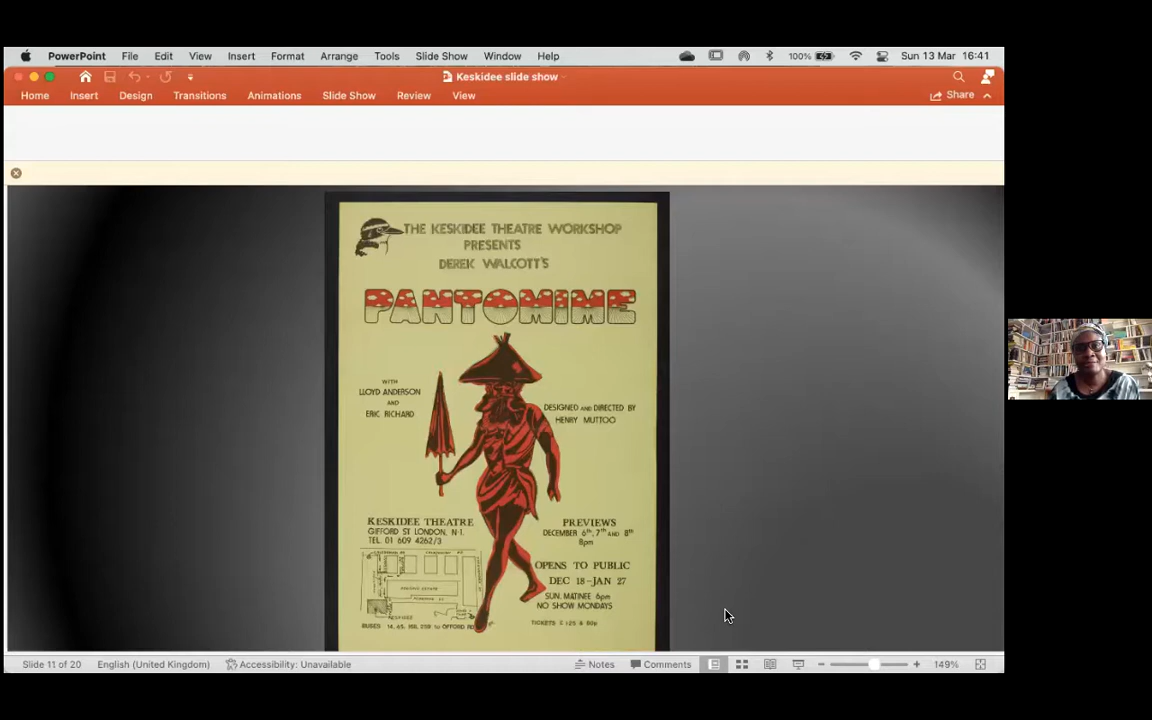 PowerPoint File Edit View Insert Format Arrange Tools Slide Show Window Help 100% Sun 13 Mar 16:41
Keskidee slide show
Home Insert Design Transitions Animations Slide Show Review View Share
THE KESKIDEE THEATRE WORKSHOP
PRESENTS
DEREK WALCOTT'S
PANTOMIME
WITH
LLOYD ANDERSON
AND
ERIC RICHARD
DESIGNED AND DIRECTED BY
HENRY MUTTOO
KESKIDEE THEATRE
GIFFORD ST LONDON, N·1.
TEL. 01 609 4262/3
PREVIEWS
DECEMBER 6th, 7th AND 8th
8pm
OPENS TO PUBLIC
DEC 18-JAN 27
SUN. MATINEE 6pm
NO SHOW MONDAYS
Slide 11 of 20 English (United Kingdom) Accessibility: Unavailable Notes Comments 149%